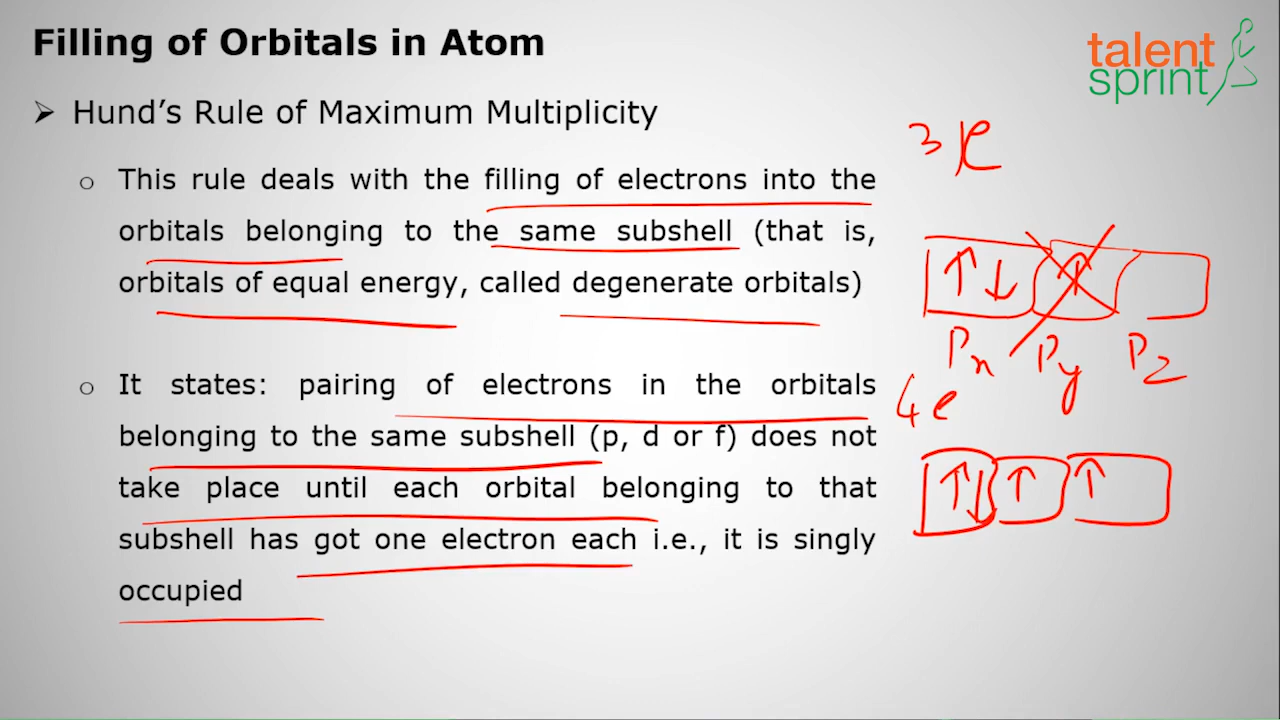 Filling of Orbitals in Atom
talent
sprint
➢ Hund's Rule of Maximum Multiplicity
o This rule deals with the filling of electrons into the
orbitals belonging to the same subshell (that is,
orbitals of equal energy, called degenerate orbitals)
o It states: pairing of electrons in the orbitals
belonging to the same subshell (p, d or f) does not
take place until each orbital belonging to that
subshell has got one electron each i.e., it is singly
occupied
3
↑↓ ↑
Px Py Pz
4 e
↑↓ ↑ ↑